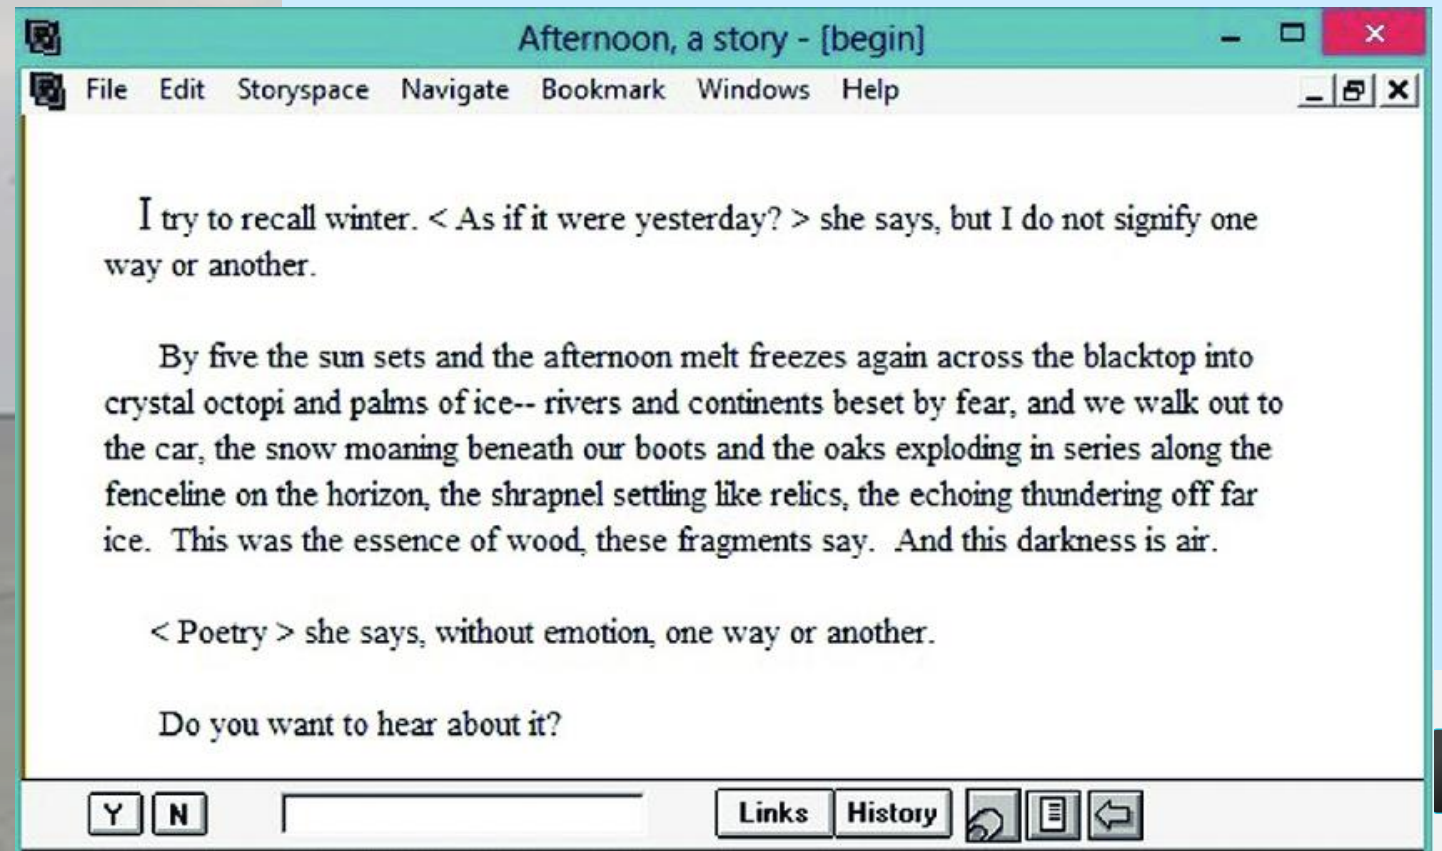 Afternoon, a story - [begin]
File Edit Storyspace Navigate Bookmark Windows Help
I try to recall winter. < As if it were yesterday? > she says, but I do not signify one
way or another.
By five the sun sets and the afternoon melt freezes again across the blacktop into
crystal octopi and palms of ice-- rivers and continents beset by fear, and we walk out to
the car, the snow moaning beneath our boots and the oaks exploding in series along the
fenceline on the horizon, the shrapnel settling like relics, the echoing thundering off far
ice.  This was the essence of wood, these fragments say.  And this darkness is air.
< Poetry > she says, without emotion, one way or another.
Do you want to hear about it?
Y N Links History